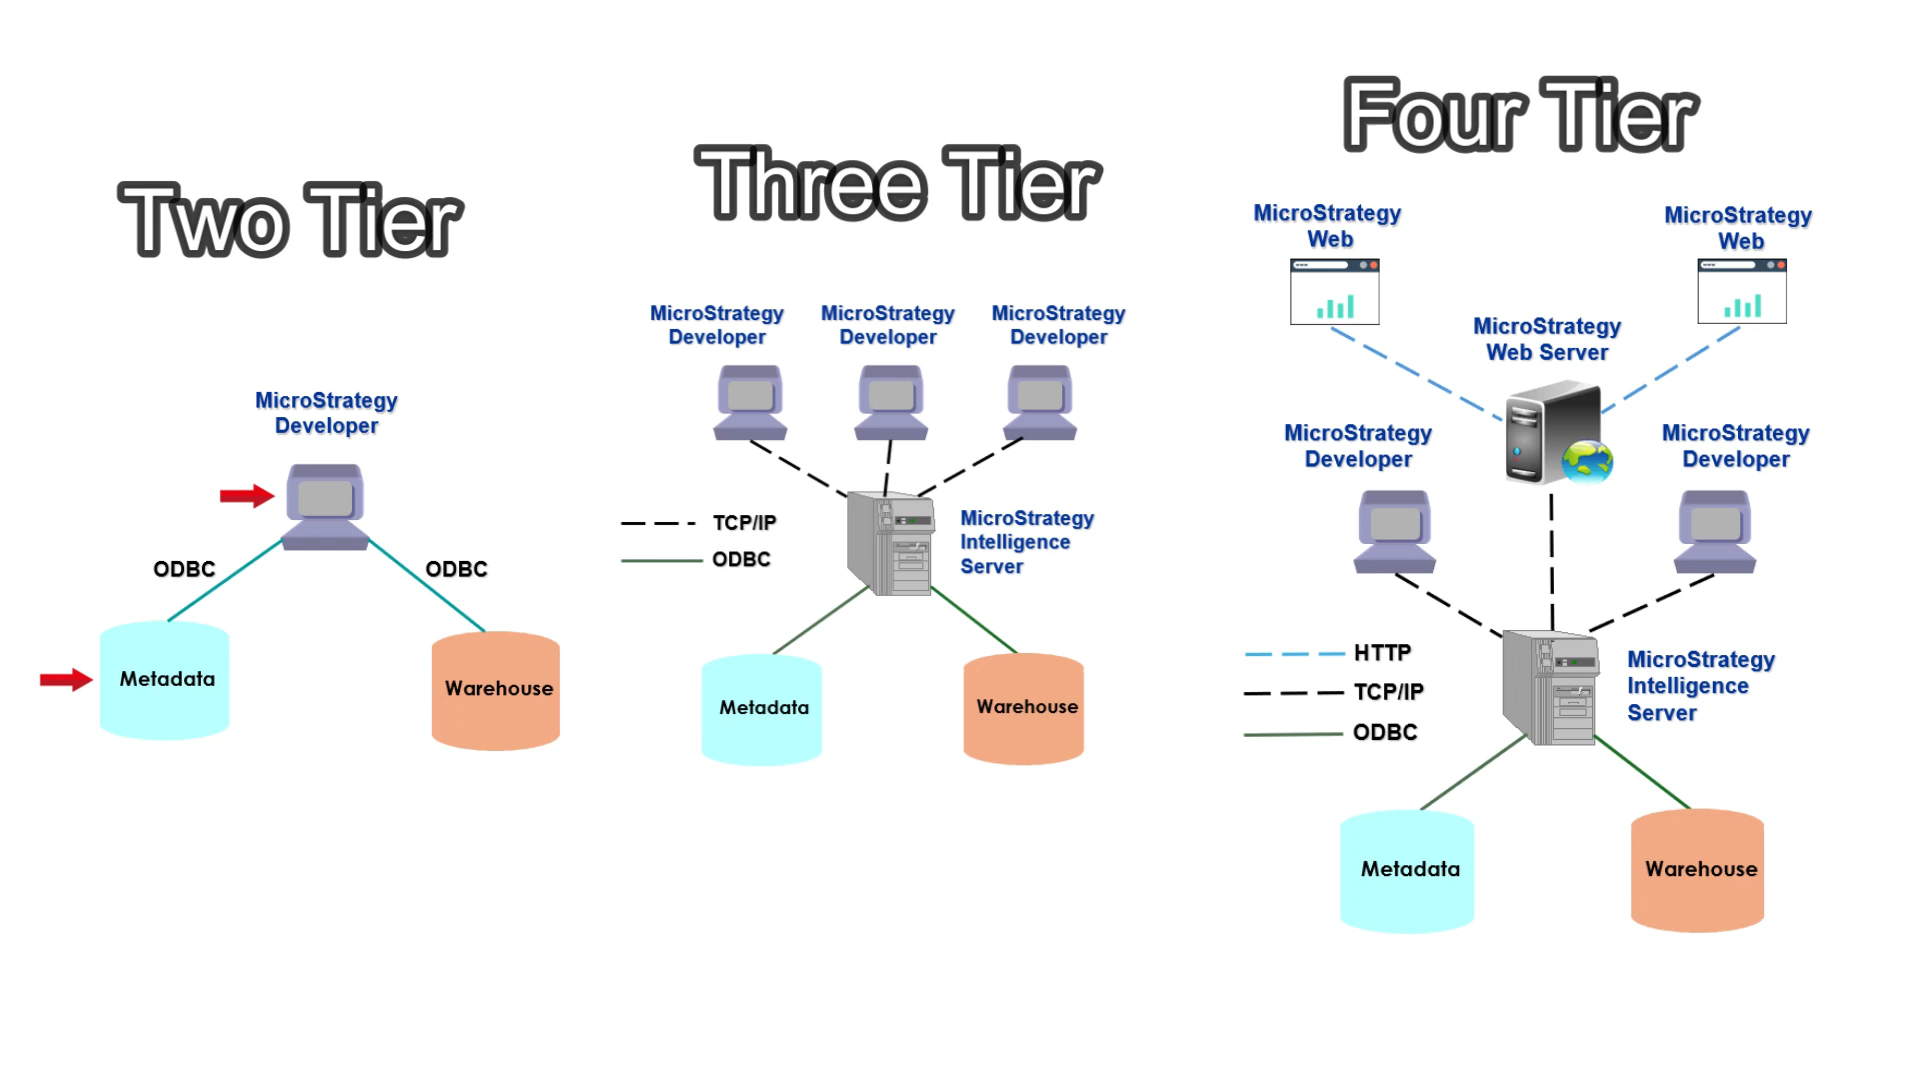 Two Tier
MicroStrategy
Developer
ODBC
ODBC
Metadata
Warehouse
Three Tier
MicroStrategy
Developer
MicroStrategy
Developer
MicroStrategy
Developer
TCP/IP
ODBC
MicroStrategy
Intelligence
Server
Metadata
Warehouse
Four Tier
MicroStrategy
Web
MicroStrategy
Web
MicroStrategy
Web Server
MicroStrategy
Developer
MicroStrategy
Developer
HTTP
TCP/IP
ODBC
MicroStrategy
Intelligence
Server
Metadata
Warehouse